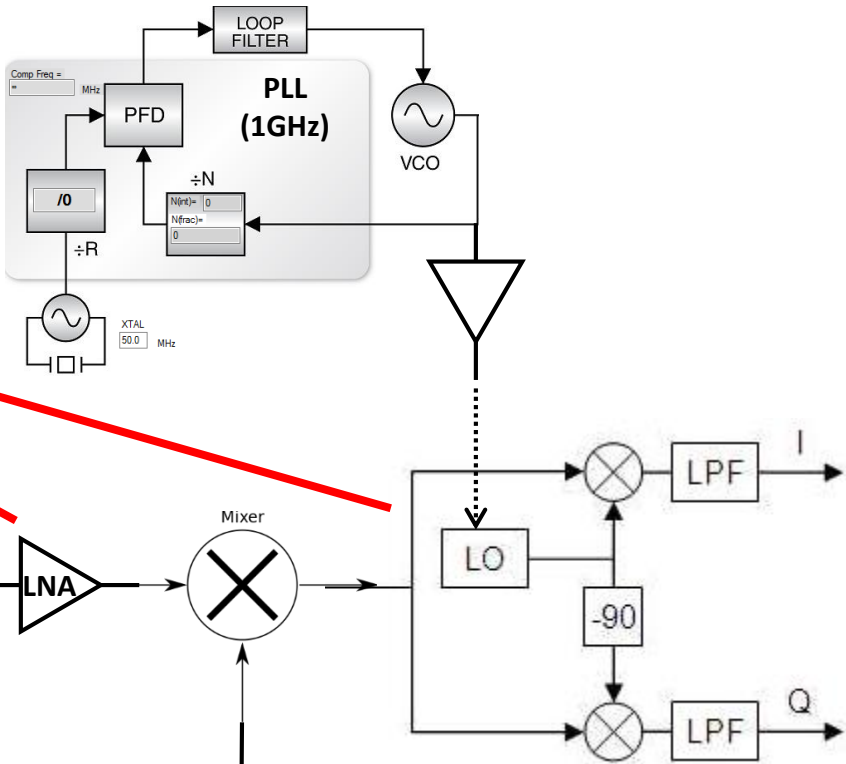 LOOP
FILTER
Comp Freq =
=
MHz
PFD
PLL
(1GHz)
VCO
÷N
N(int)= 0
N(frac)=
0
/0
÷R
XTAL
50.0 MHz
I
LPF
Mixer
LO
LNA
-90
Q
LPF